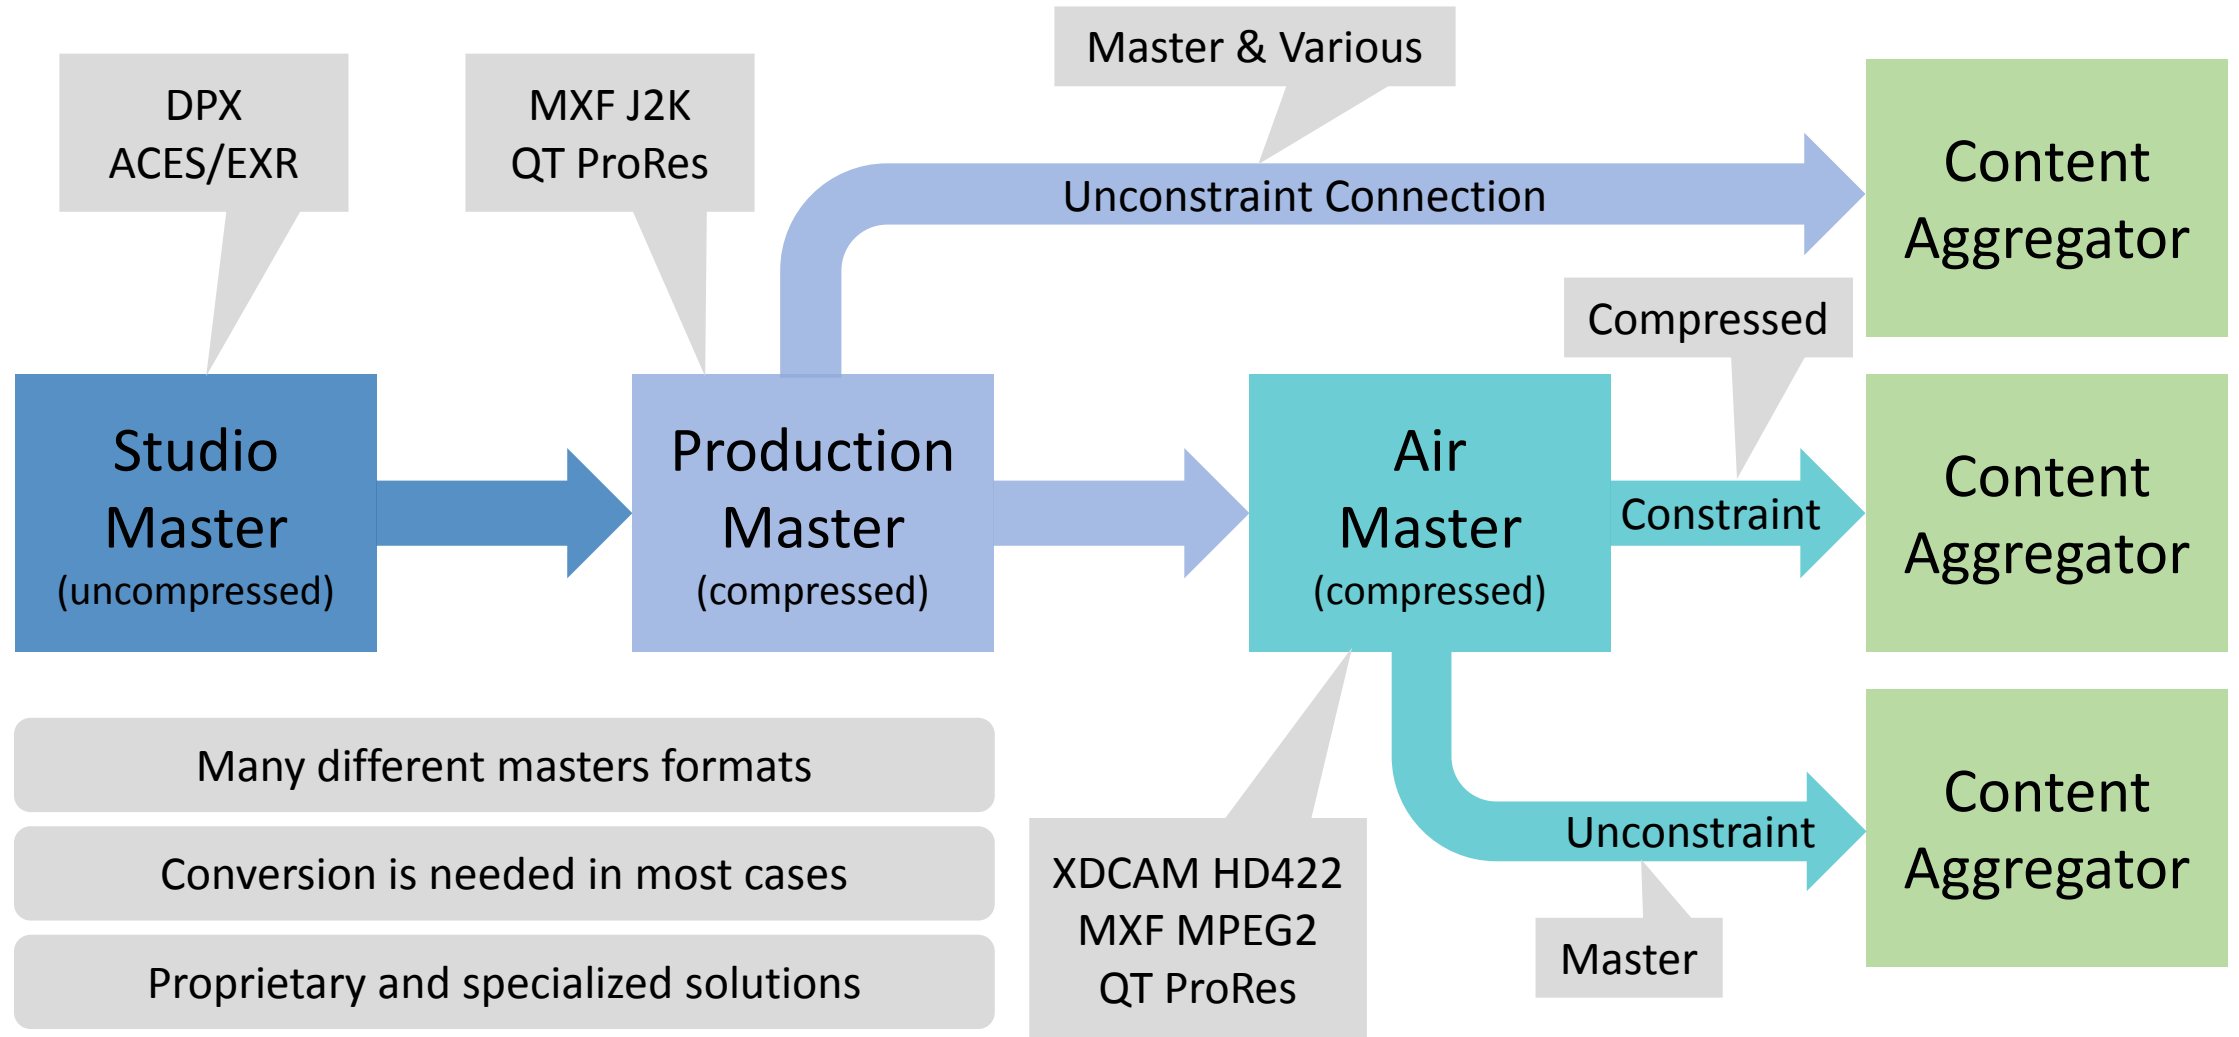 Master & Various
DPX
ACES/EXR
MXF J2K
QT ProRes
Unconstraint Connection
Content
Aggregator
Compressed
Studio
Master
(uncompressed)
Production
Master
(compressed)
Air
Master
(compressed)
Constraint
Content
Aggregator
Many different masters formats
Conversion is needed in most cases
Proprietary and specialized solutions
XDCAM HD422
MXF MPEG2
QT ProRes
Unconstraint
Master
Content
Aggregator